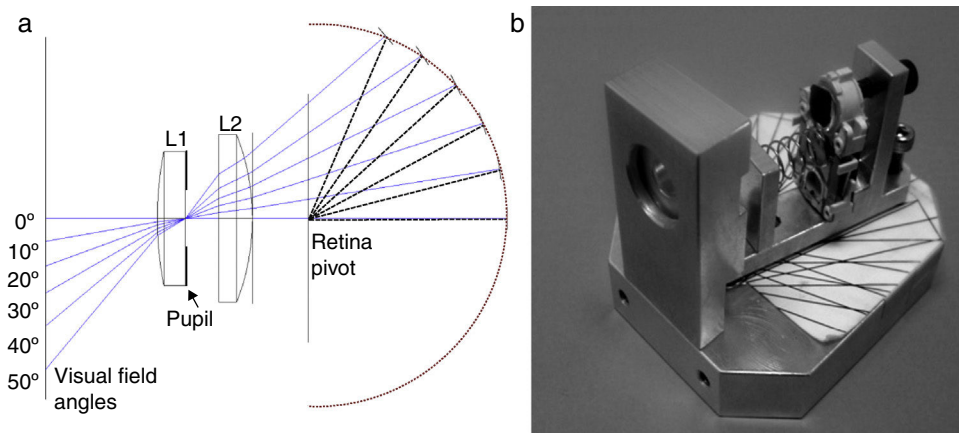 a
b
L1
L2
0º
10º
20º
30º
40º
50º
Pupil
Retina
pivot
Visual field
angles